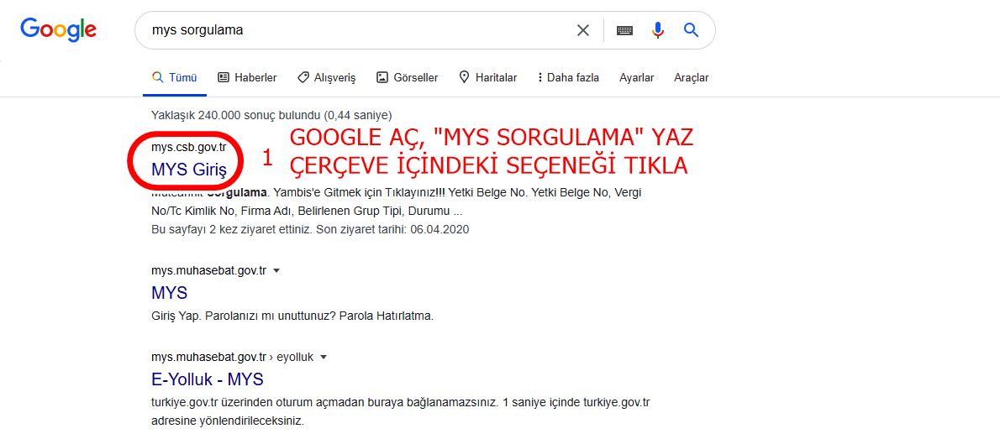 Google
mys sorgulama
Tümü Haberler Alışveriş Görseller Haritalar Daha fazla Ayarlar Araçlar
Yaklaşık 240.000 sonuç bulundu (0,44 saniye)
mys.csb.gov.tr
MYS Giriş
1
GOOGLE AÇ, "MYS SORGULAMA" YAZ
ÇERÇEVE İÇİNDEKİ SEÇENEĞİ TIKLA
Sorgulama. Yambis'e Gitmek için Tıklayınız!!! Yetki Belge No. Yetki Belge No, Vergi
No/Tc Kimlik No, Firma Adı, Belirlenen Grup Tipi, Durumu ...
Bu sayfayı 2 kez ziyaret ettiniz. Son ziyaret tarihi: 06.04.2020
mys.muhasebat.gov.tr
MYS
Giriş Yap. Parolanızı mı unuttunuz? Parola Hatırlatma.
mys.muhasebat.gov.tr › eyolluk
E-Yolluk - MYS
turkiye.gov.tr üzerinden oturum açmadan buraya bağlanamazsınız. 1 saniye içinde turkiye.gov.tr
adresine yönlendirileceksiniz.